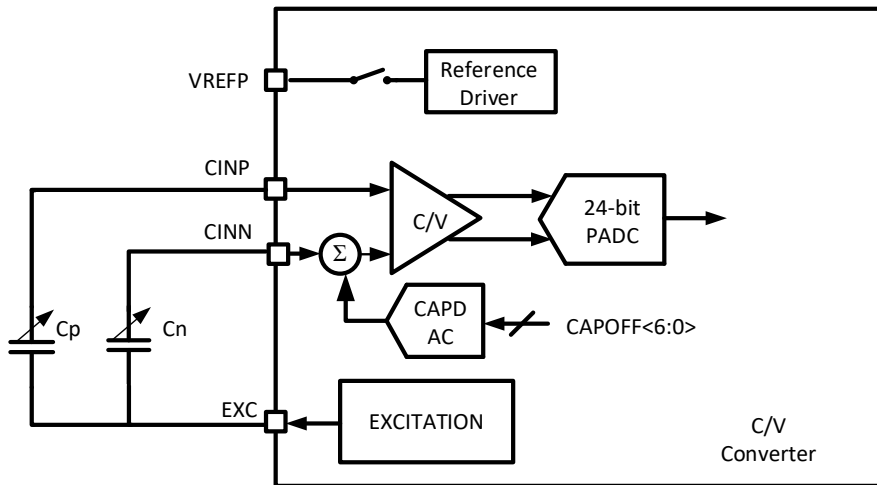 VREFP
Reference
Driver
CINP
CINN
C/V
24-bit
PADC
Σ
CAPD
AC
CAPOFF<6:0>
Cp
Cn
EXC
EXCITATION
C/V
Converter